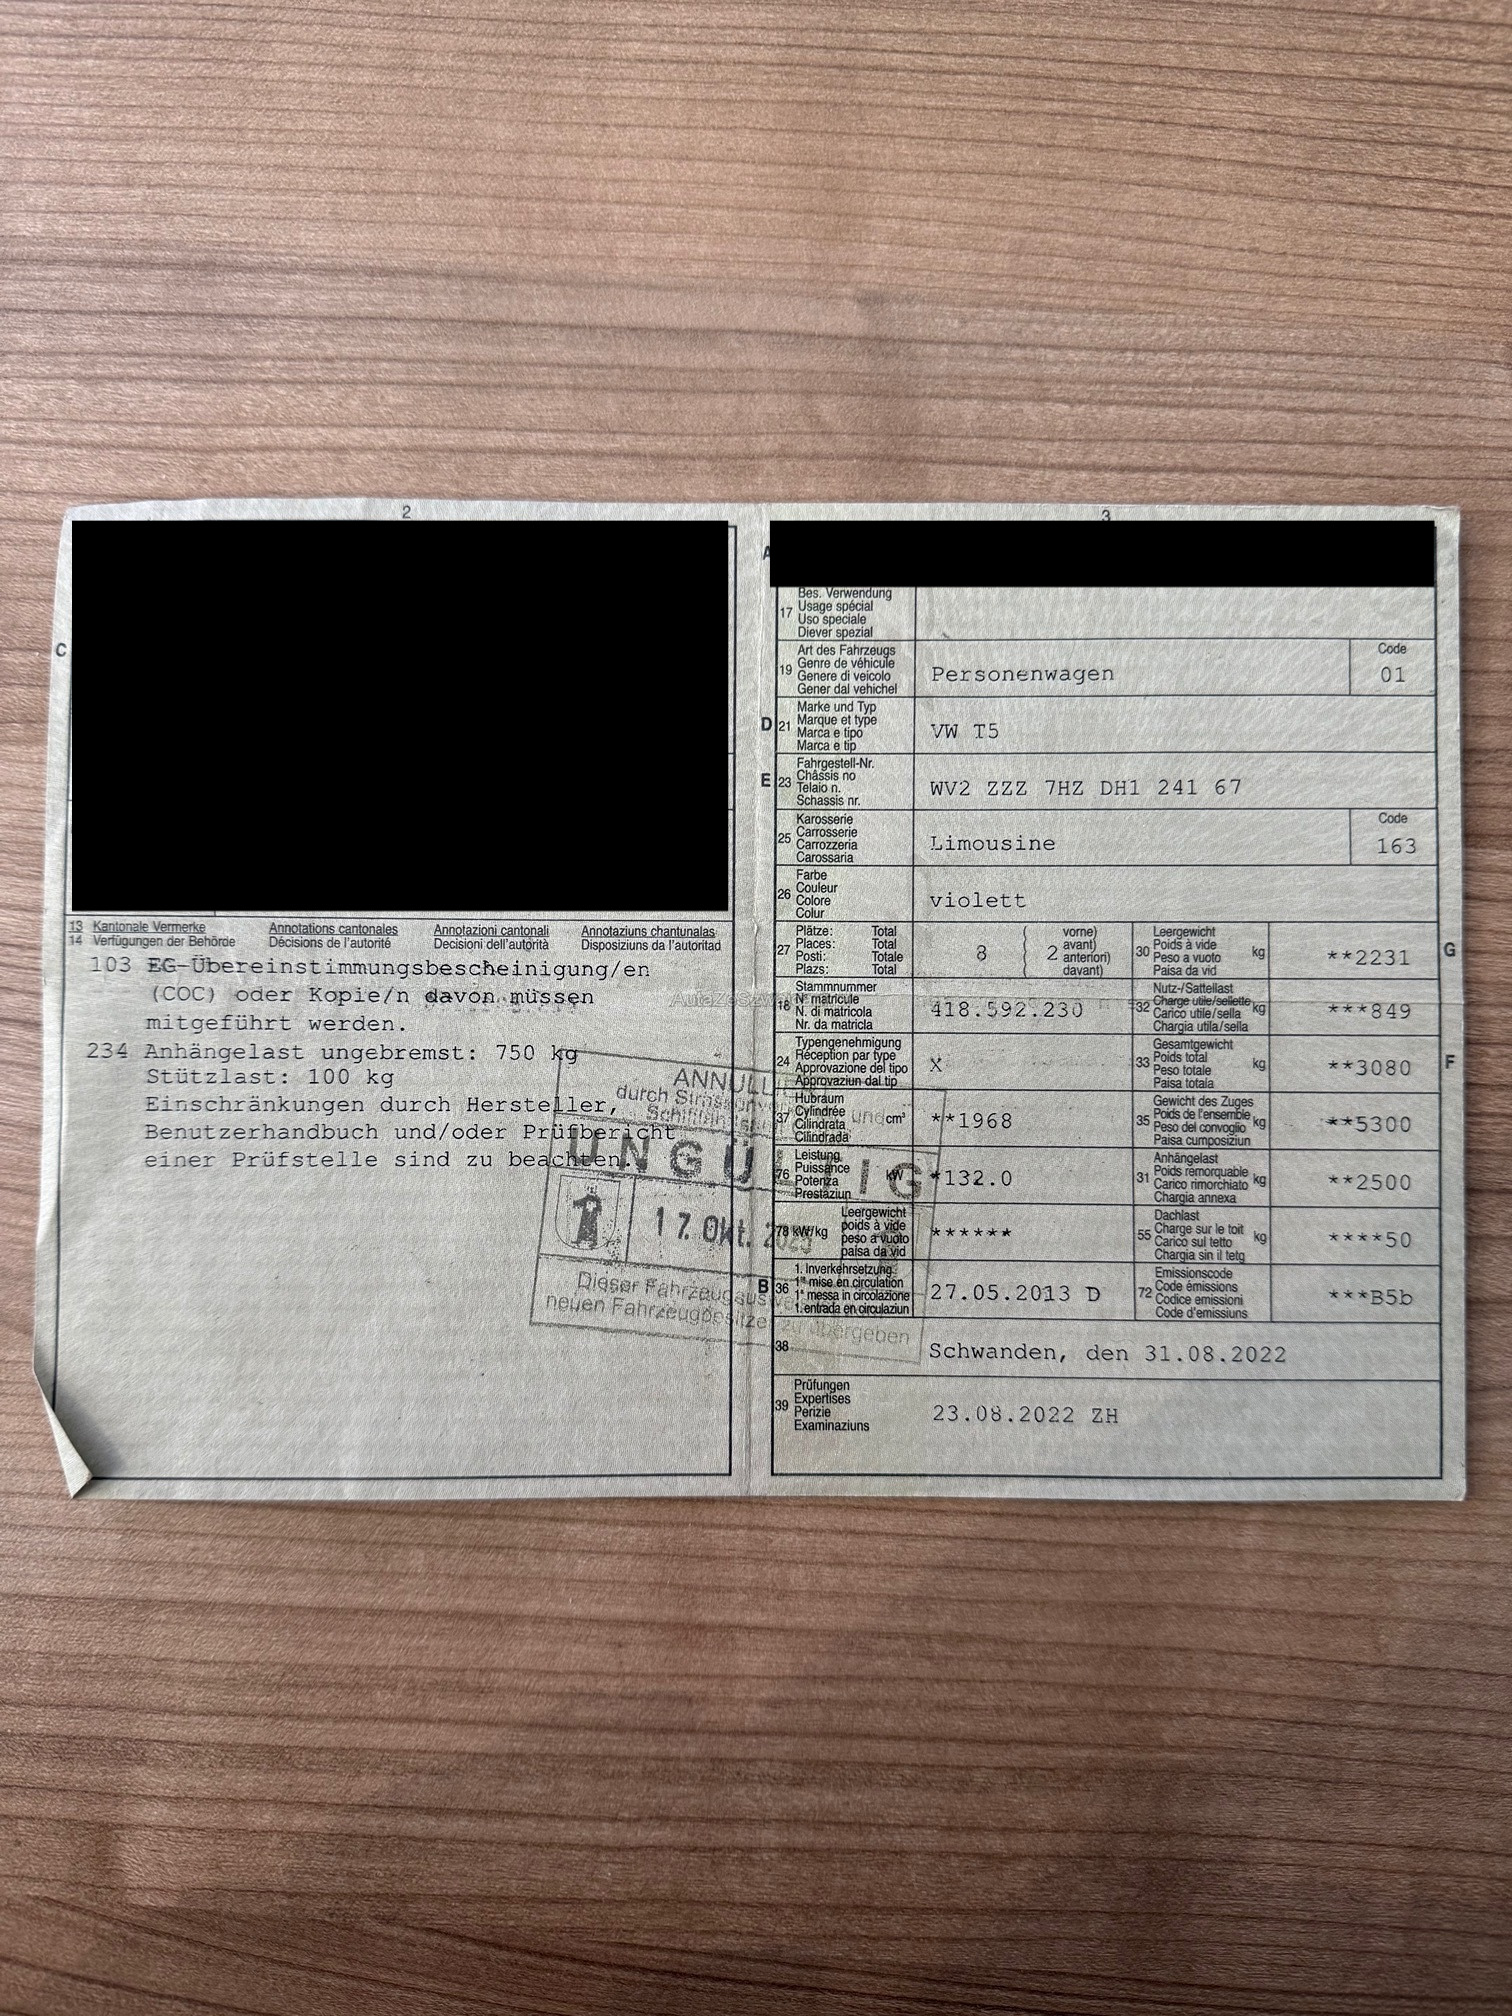 2
C
13 Kantonale Vermerke Annotations cantonales Annotazioni cantonali Annotaziuns chantunalas
14 Verfügungen der Behörde Décisions de l'autorité Decisioni dell'autorità Disposiziuns da l'autoritad
103 EG-Übereinstimmungsbescheinigung/en
(COC) oder Kopie/n davon müssen
mitgeführt werden.
234 Anhängelast ungebremst: 750 kg
Stützlast: 100 kg
Einschränkungen durch Hersteller,
Benutzerhandbuch und/oder Prüfbericht
einer Prüfstelle sind zu beachten.
UNGÜLTIG
17. Okt.
Dieser Fahrzeugausweis
neuen Fahrzeugbesitzer zu übergeben
3
A
17 Bes. Verwendung
Usage spécial
Uso speciale
Diever spezial
19 Art des Fahrzeugs
Genre de véhicule
Genere di veicolo
Gener dal vehichel
Personenwagen
Code
01
D 21 Marke und Typ
Marque et type
Marca e tipo
Marca e tip
VW T5
E 23 Fahrgestell-Nr.
Châssis no
Telaio n.
Schassis nr.
WV2 ZZZ 7HZ DH1 241 67
25 Karosserie
Carrosserie
Carrozzeria
Carossaria
Limousine
Code
163
26 Farbe
Couleur
Colore
Colur
violett
27 Plätze: Total
Places: Total
Posti: Totale
Plazs: Total
8
2
vorne)
avant)
anteriori)
davant)
30 Leergewicht
Poids à vide
Peso a vuoto
Paisa da vid
kg
**2231
G
18 Stammnummer
N° matricule
N. di matricola
Nr. da matricla
418.592.230
32 Nutz-/Sattellast
Charge utile/sellette
Carico utile/sella
Chargia utila/sella
kg
***849
24 Typengenehmigung
Réception par type
Approvazione del tipo
Approvaziun dal tip
X
33 Gesamtgewicht
Poids total
Peso totale
Paisa totala
kg
**3080
F
37 Hubraum
Cylindrée
Cilindrata
Cilindrada
cm³
**1968
35 Gewicht des Zuges
Poids de l'ensemble
Peso del convoglio
Paisa cumposiziun
kg
**5300
76 Leistung
Puissance
Potenza
Prestaziun
kW
*132.0
31 Anhängelast
Poids remorquable
Carico rimorchiato
Chargia annexa
kg
**2500
78 kW/kg
Leergewicht
poids à vide
peso a vuoto
paisa da vid
******
55 Dachlast
Charge sur le toit
Carico sul tetto
Chargia sin il tetg
kg
****50
B 36 1. Inverkehrsetzung
1re mise en circulation
1a messa in circolazione
1. entrada en circulaziun
27.05.2013 D
72 Emissionscode
Code émissions
Codice emissioni
Code d'emissiuns
***B5b
38
Schwanden, den 31.08.2022
39 Prüfungen
Expertises
Perizie
Examinaziuns
23.08.2022 ZH